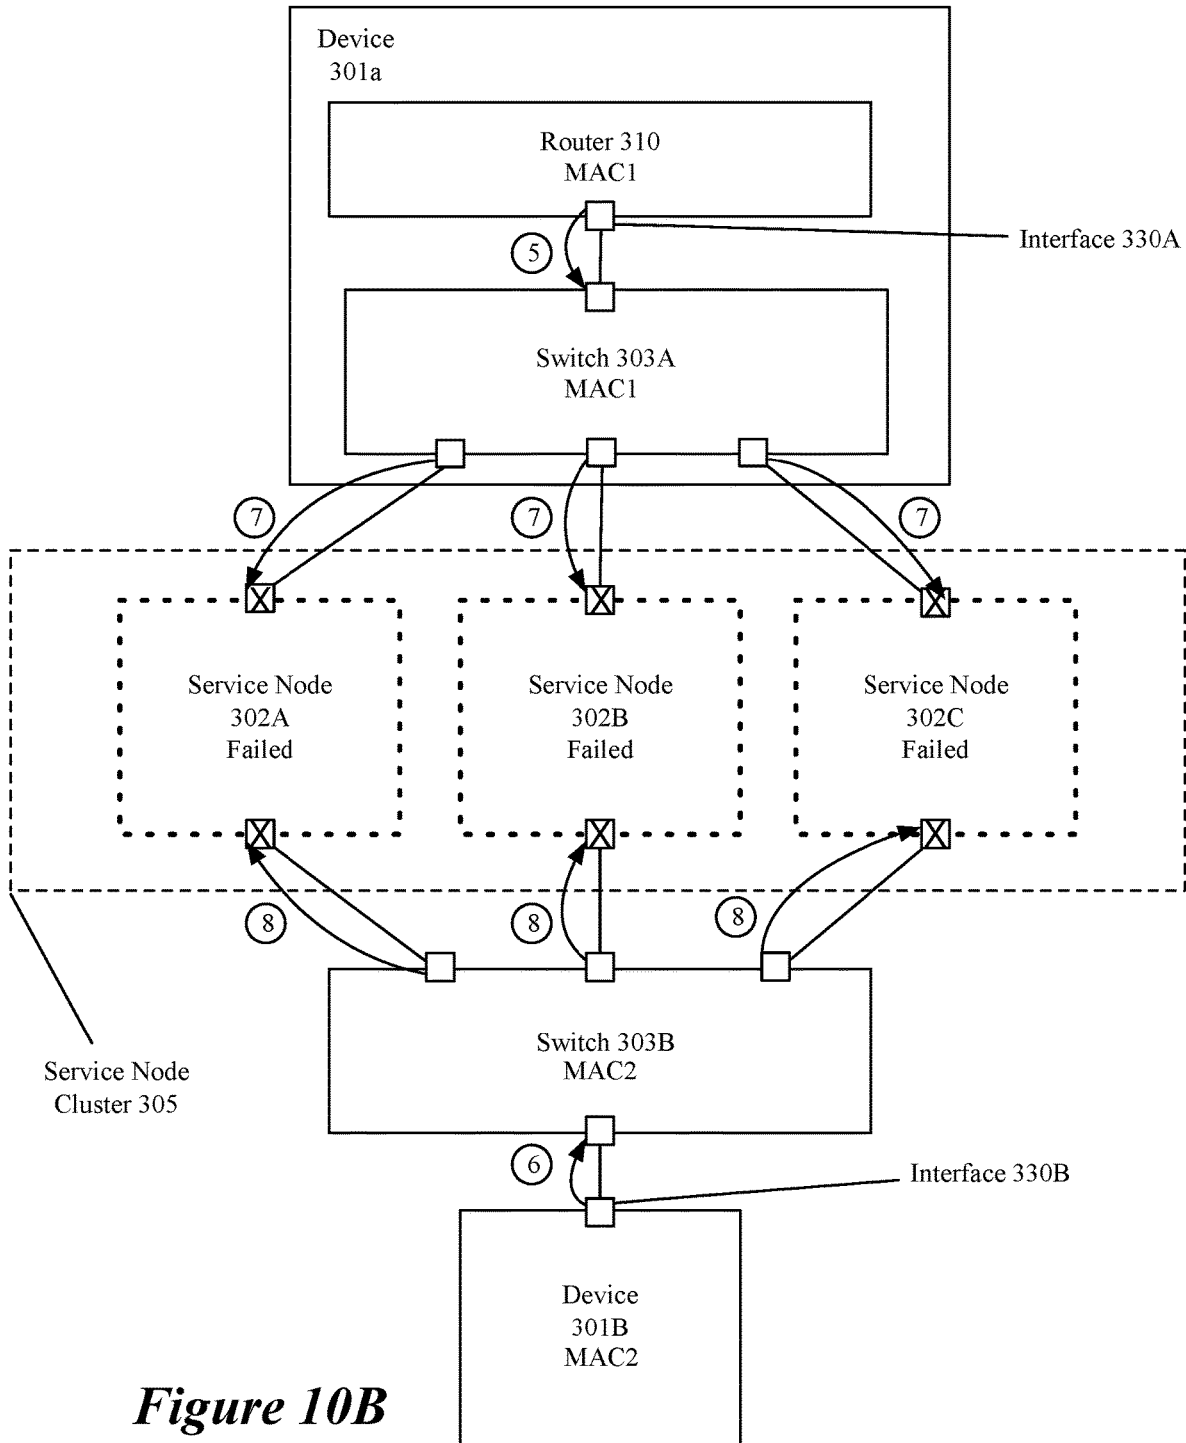 Device
301a
Router 310
MAC1
5
Interface 330A
Switch 303A
MAC1
7
7
7
Service Node
302A
Failed
Service Node
302B
Failed
Service Node
302C
Failed
8
8
8
Switch 303B
MAC2
Service Node
Cluster 305
6
Interface 330B
Device
301B
MAC2
Figure 10B